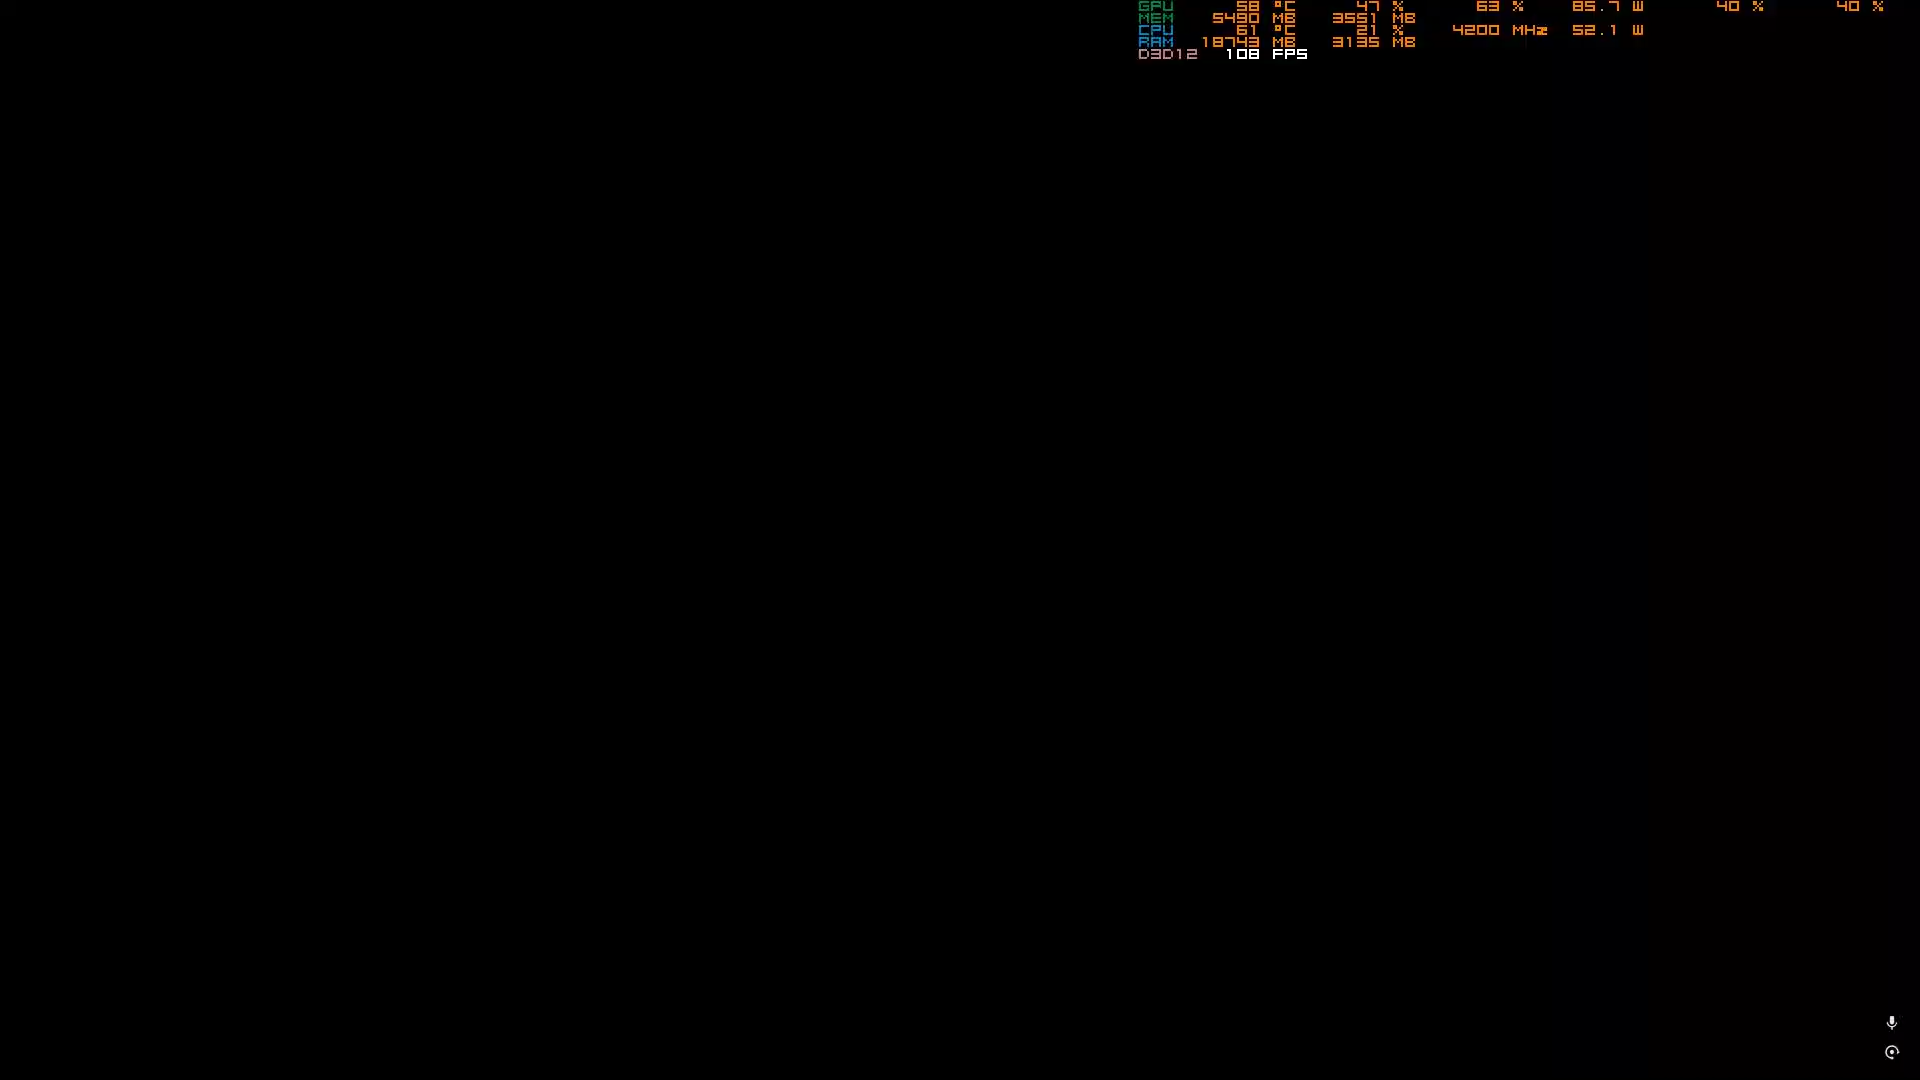 GPU 58 °C 47 % 63 % 85.7 W 40 % 40 %
MEM 5490 MB 3551 MB
CPU 61 °C 21 % 4200 MHz 52.1 W
RAM 18743 MB 3135 MB
D3D12 108 FPS